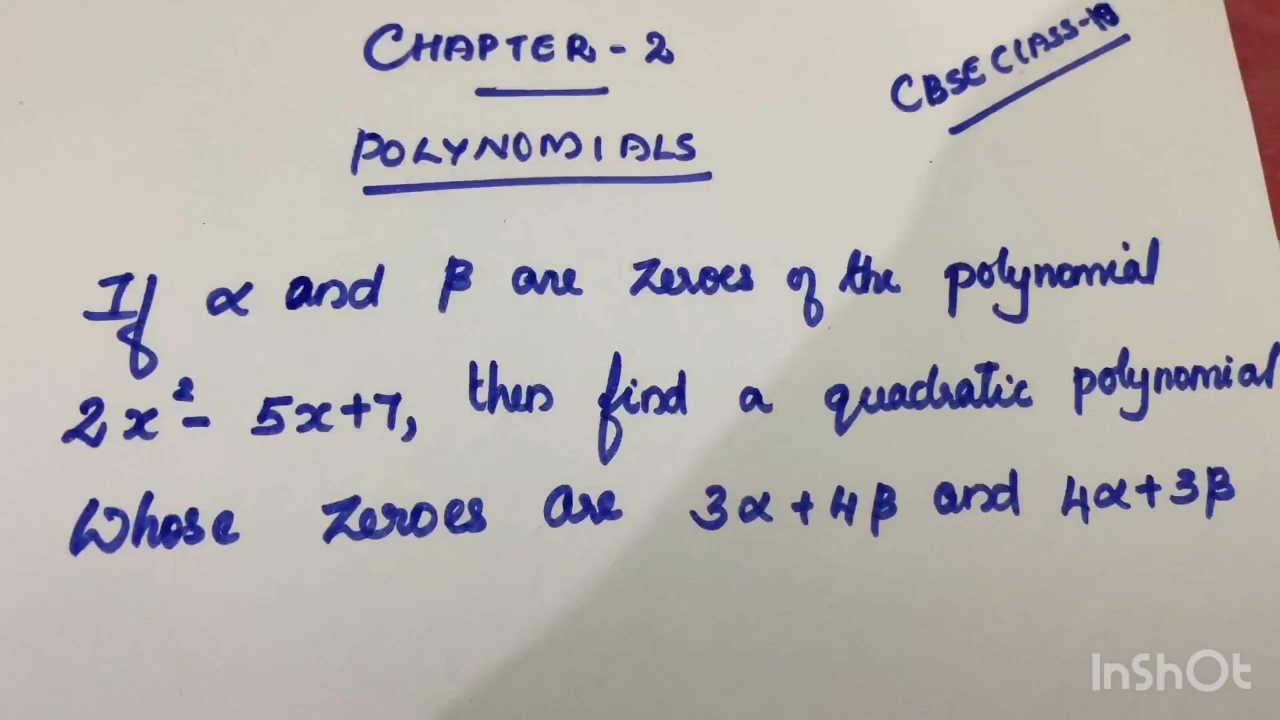 CHAPTER - 2
CBSE CLASS-10
POLYNOMIALS
If α and β are zeroes of the polynomial
2x² - 5x+7, then find a quadratic polynomial
Whose zeroes are 3α + 4β and 4α+3β
InShOt